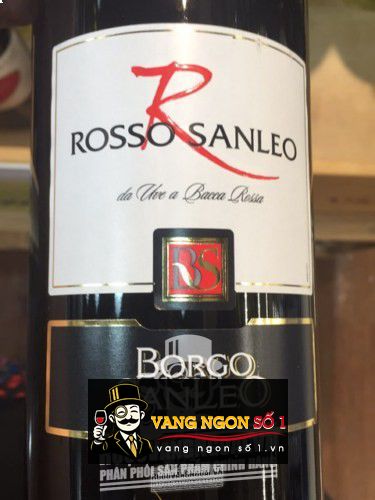 R
ROSSO SANLEO
da Uve a Bacca Rossa
BS
BORGO
SANLEO
VANG NGON SỐ 1
vang ngon số 1.vn
PHÂN PHỐI SẢN PHẨM CHÍNH HÃNG